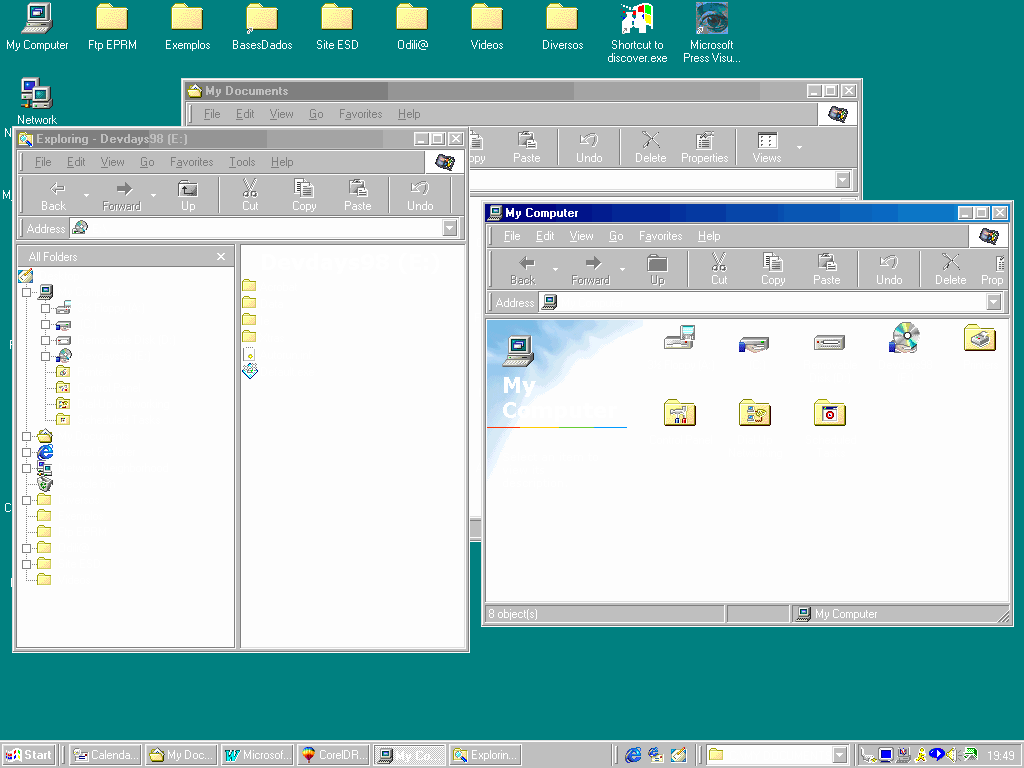 My Computer
Ftp EPRM
Exemplos
BasesDados
Site ESD
Odili@
Videos
Diversos
Shortcut to
discover.exe
Microsoft
Press Visu...
Network
My Documents
File Edit View Go Favorites Help
Paste Undo Delete Properties Views
Exploring - Devdays98 (E:)
File Edit View Go Favorites Tools Help
Back Forward Up Cut Copy Paste Undo
Address
All Folders
My Computer
File Edit View Go Favorites Help
Back Forward Up Cut Copy Paste Undo Delete Prop
Address
My
Computer
8 object(s)
My Computer
Start
Calenda...
My Doc...
Microsof...
CorelDR...
My Co...
Explorin...
19:49